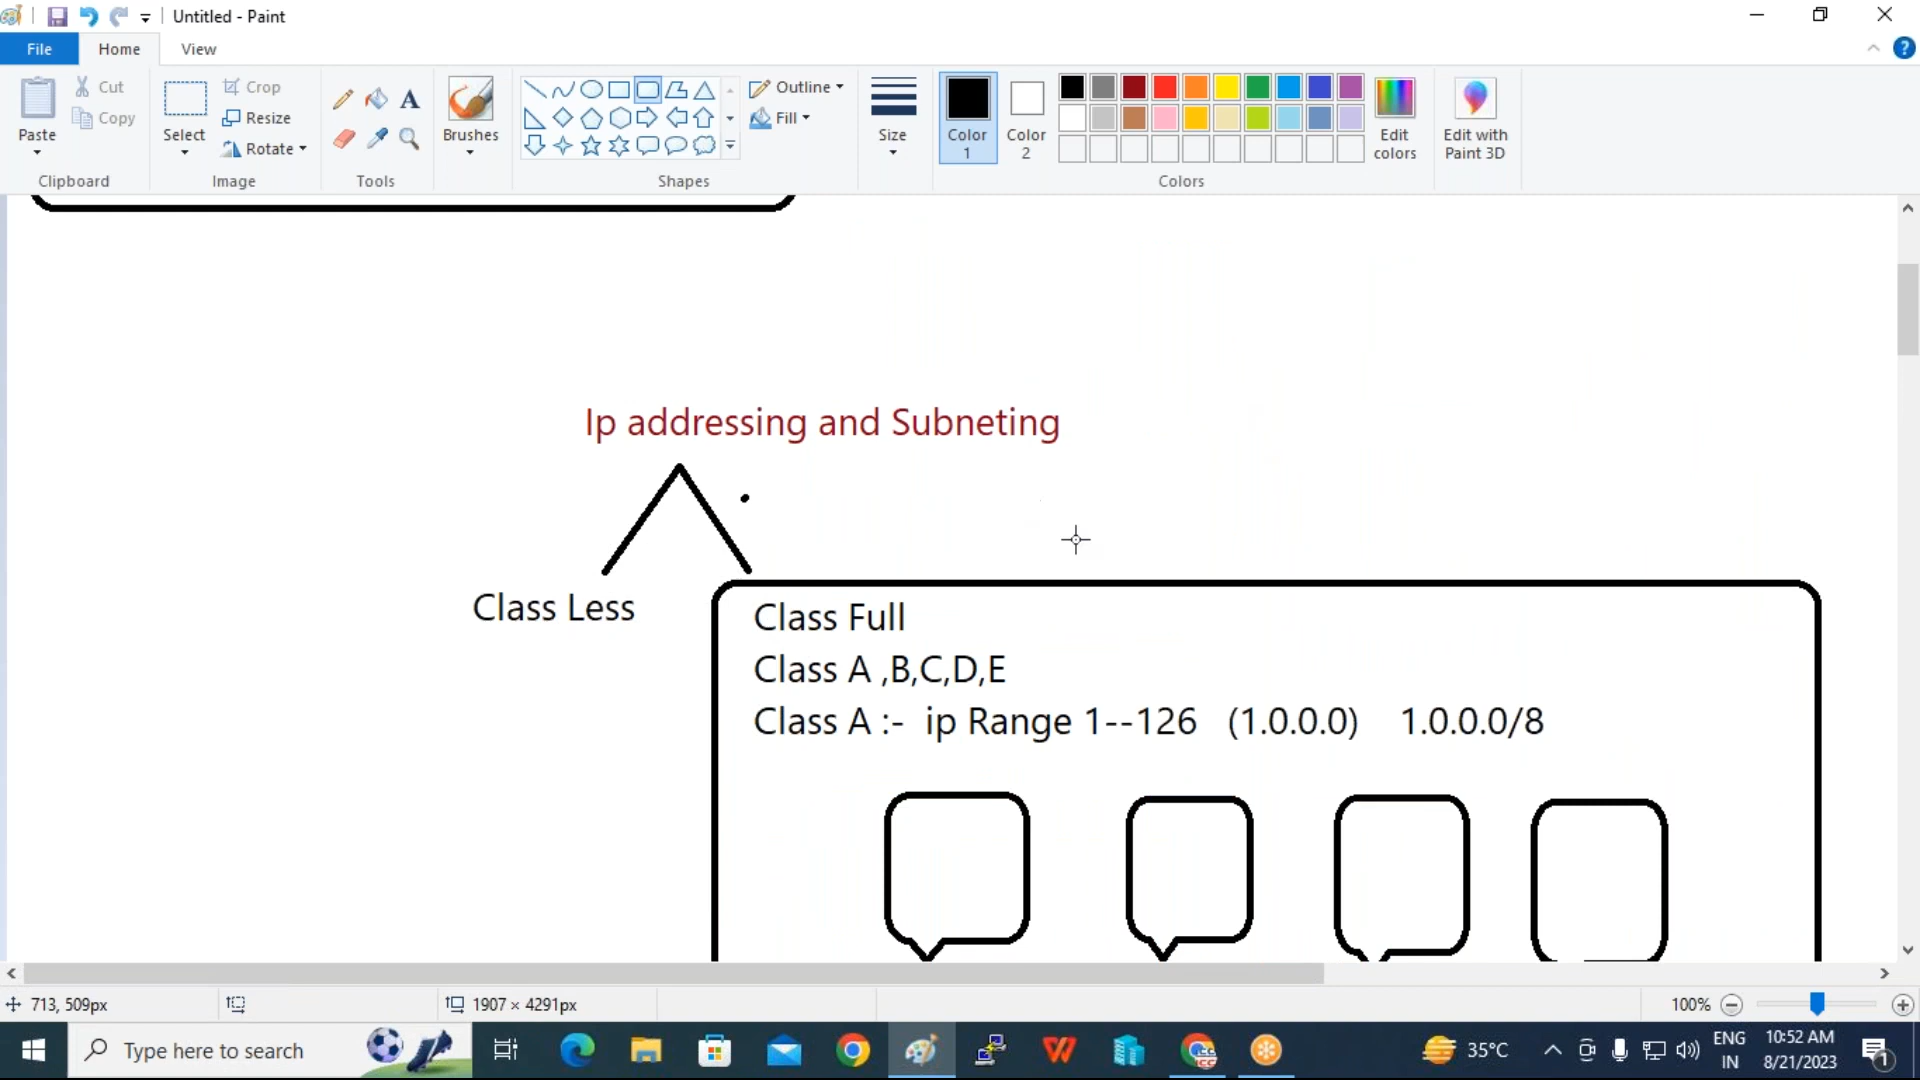 Untitled - Paint
File Home View
Paste
Cut
Copy
Clipboard
Select
Crop
Resize
Rotate
Image
Tools
Brushes
Shapes
Outline
Fill
Size
Color 1
Color 2
Colors
Edit colors
Edit with Paint 3D
Ip addressing and Subneting
Class Less
Class Full
Class A ,B,C,D,E
Class A :- ip Range 1--126 (1.0.0.0) 1.0.0.0/8
713, 509px
1907 × 4291px
100%
Type here to search
35°C
ENG
IN
10:52 AM
8/21/2023
1